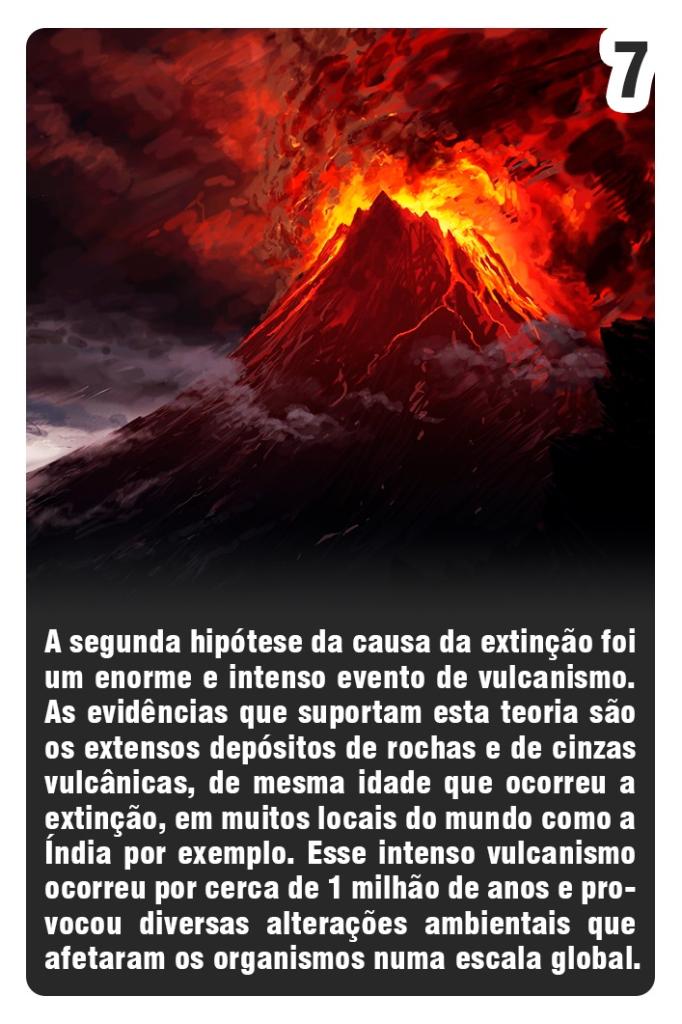 7
A segunda hipótese da causa da extinção foi
um enorme e intenso evento de vulcanismo.
As evidências que suportam esta teoria são
os extensos depósitos de rochas e de cinzas
vulcânicas, de mesma idade que ocorreu a
extinção, em muitos locais do mundo como a
Índia por exemplo. Esse intenso vulcanismo
ocorreu por cerca de 1 milhão de anos e pro-
vocou diversas alterações ambientais que
afetaram os organismos numa escala global.